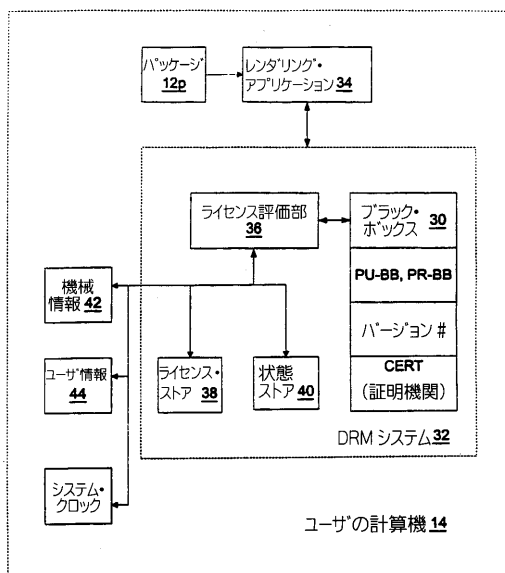 パッケージ
12p
レンダリング・
アプリケーション 34
ライセンス評価部
36
ブラック・
ボックス 30
PU-BB, PR-BB
バージョン #
CERT
(証明機関)
機械
情報 42
ユーザ情報
44
システム・
クロック
ライセンス・
ストア 38
状態
ストア 40
DRM システム 32
ユーザの計算機 14